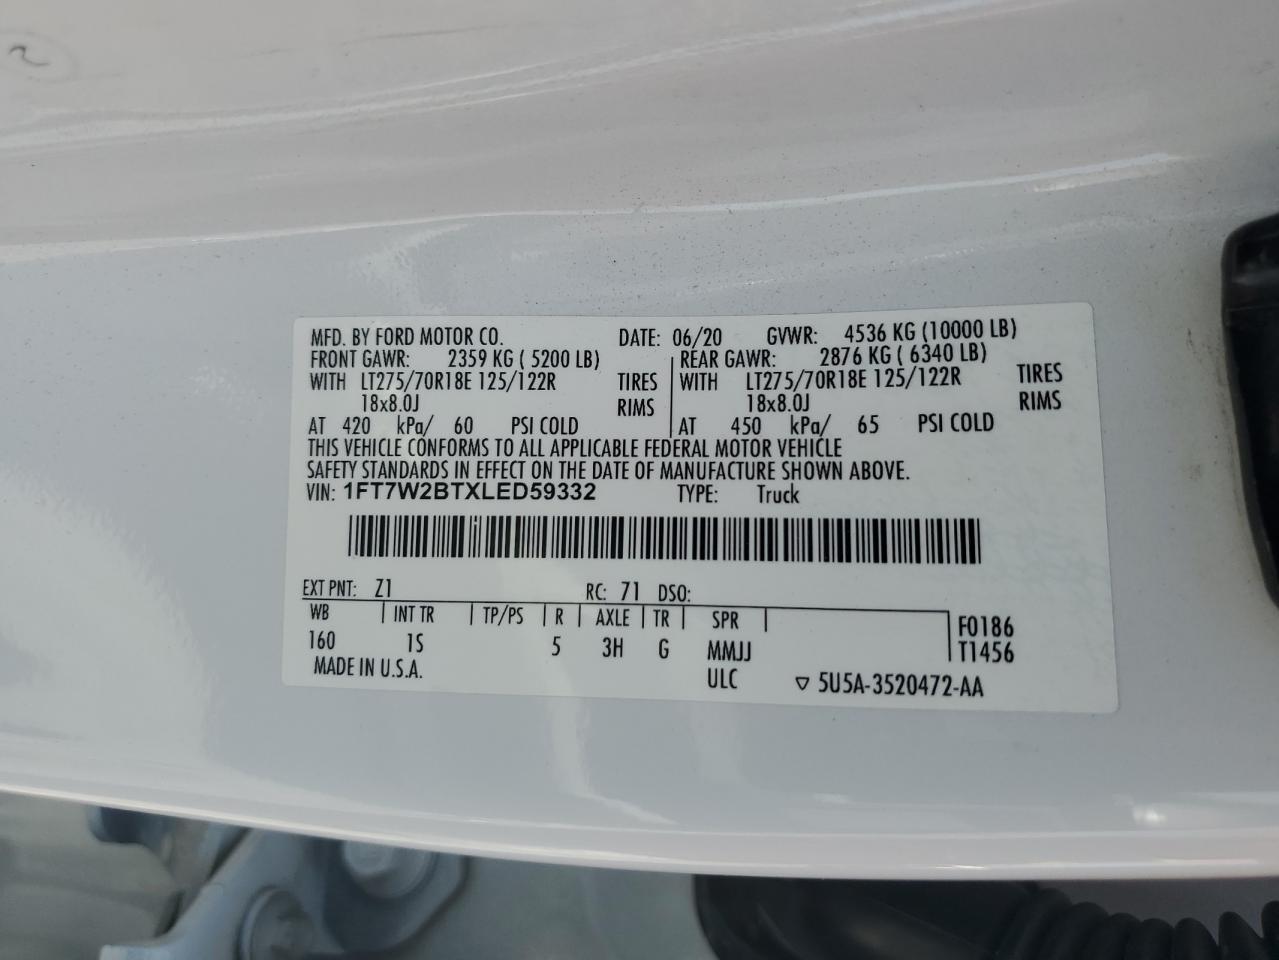 2
MFD. BY FORD MOTOR CO. DATE: 06/20 GVWR: 4536 KG (10000 LB)
FRONT GAWR: 2359 KG ( 5200 LB) REAR GAWR: 2876 KG ( 6340 LB)
WITH LT275/70R18E 125/122R TIRES WITH LT275/70R18E 125/122R TIRES
18x8.0J RIMS 18x8.0J RIMS
AT 420 kPa/ 60 PSI COLD AT 450 kPa/ 65 PSI COLD
THIS VEHICLE CONFORMS TO ALL APPLICABLE FEDERAL MOTOR VEHICLE
SAFETY STANDARDS IN EFFECT ON THE DATE OF MANUFACTURE SHOWN ABOVE.
VIN: 1FT7W2BTXLED59332 TYPE: Truck
EXT PNT: Z1 RC: 71 DSO:
WB INT TR TP/PS R AXLE TR SPR F0186
160 1S 5 3H G MMJJ T1456
MADE IN U.S.A. ULC ▽ 5U5A-3520472-AA